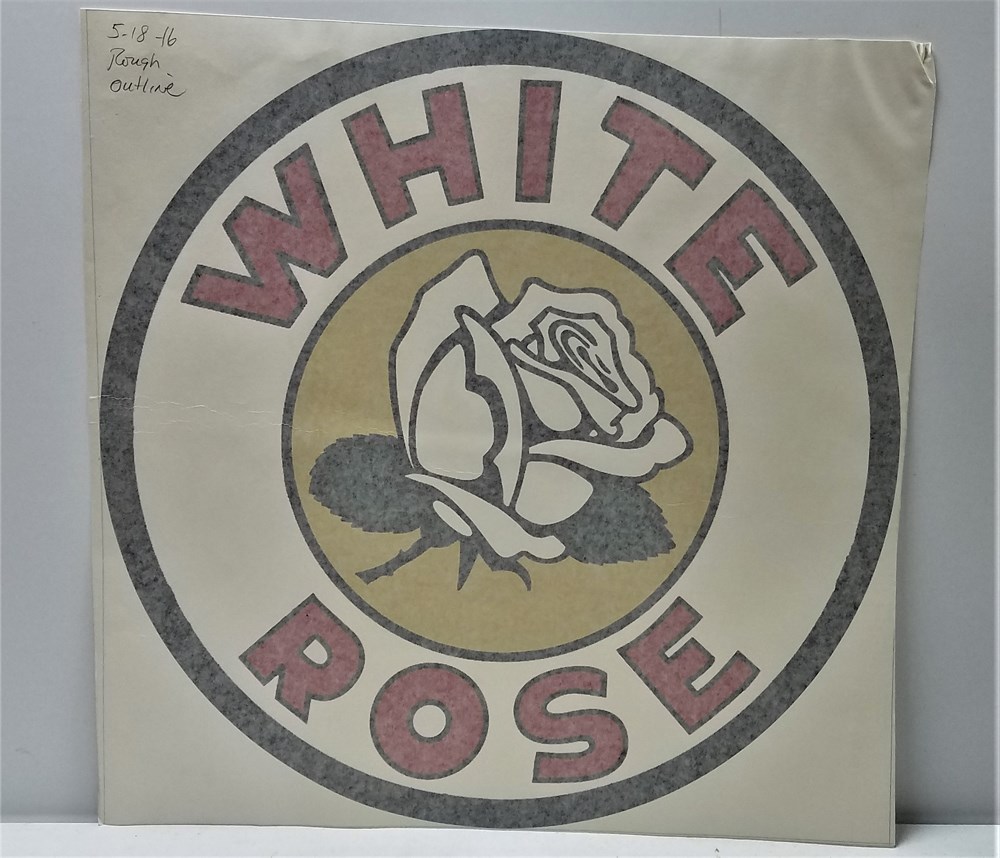 5-18-16
Rough
outline
WHITE
ROSE